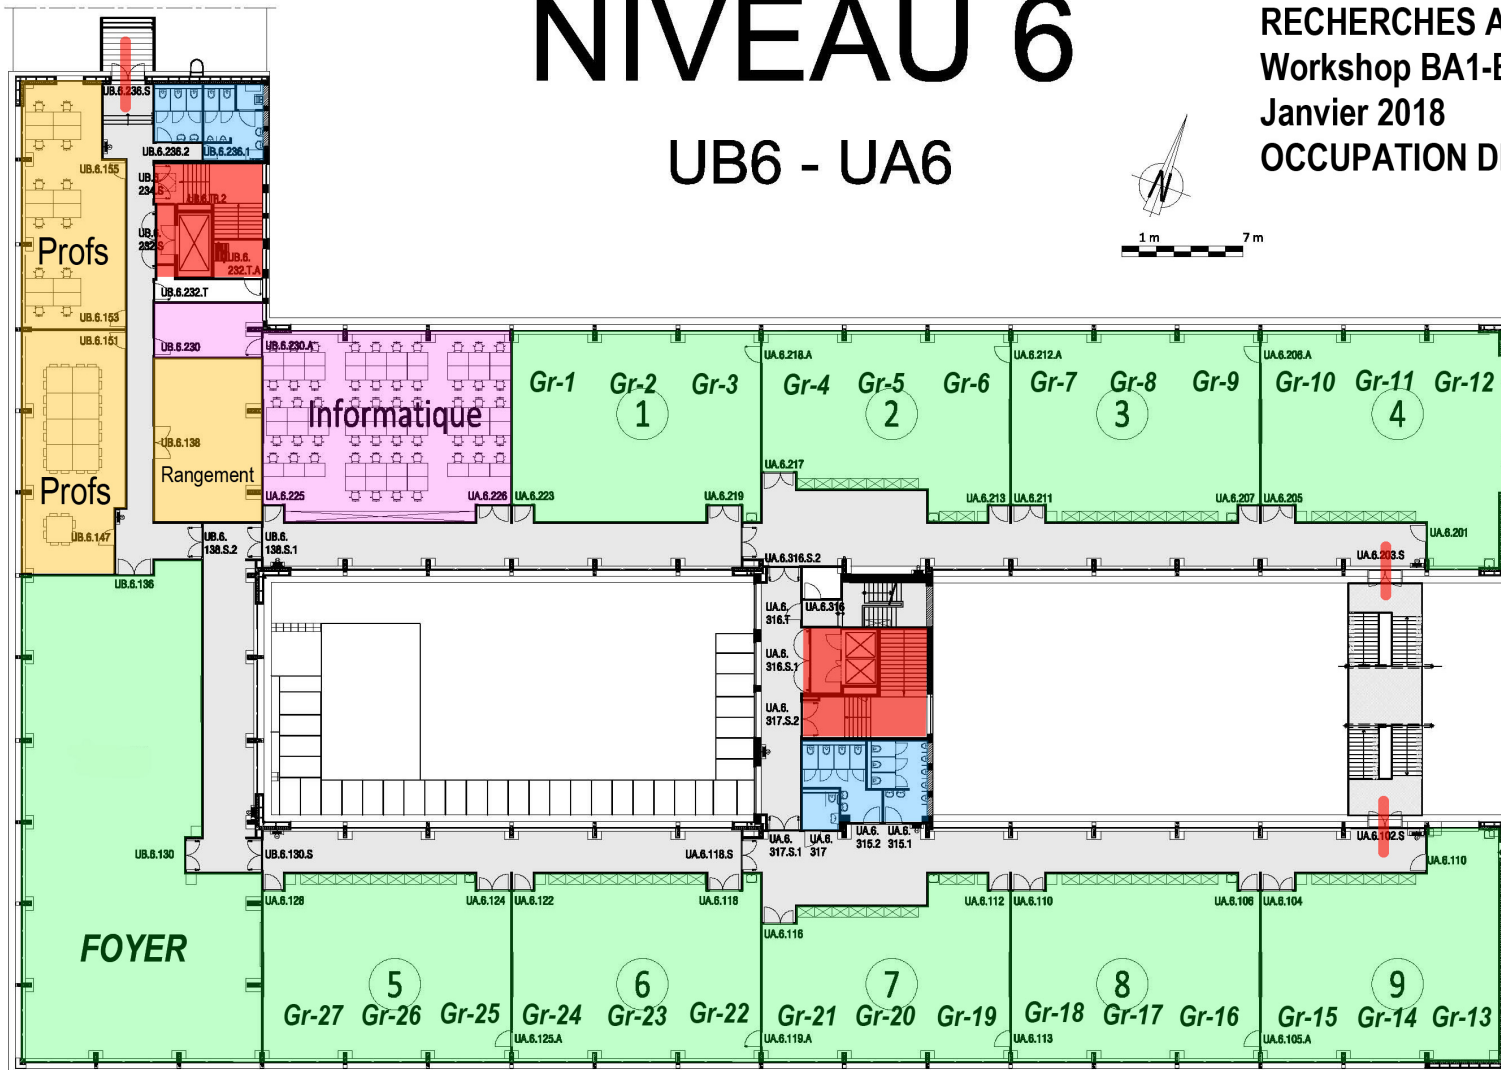 NIVEAU 6
UB6 - UA6
RECHERCHES A
Workshop BA1-B
Janvier 2018
OCCUPATION D
N
1 m 7 m
UB.6.236.S
UB.6.236.2
UB.6.236.1
UB.6.155
UB.6.
234.S
UB.6.TR.2
UB.6.
232.S
UB.6.
232.T.A
Profs
UB.6.232.T
UB.6.153
UB.6.151
UB.6.230
UB.6.230.A
UB.6.138
Rangement
Profs
UB.6.147
Informatique
UA.6.225
UA.6.226
UA.6.223
UA.6.219
Gr-1 Gr-2 Gr-3
1
UA.6.218.A
Gr-4 Gr-5 Gr-6
2
UA.6.217
UA.6.213
UA.6.212.A
Gr-7 Gr-8 Gr-9
3
UA.6.211
UA.6.207
UA.6.206.A
Gr-10 Gr-11 Gr-12
4
UA.6.205
UA.6.201
UB.6.
138.S.2
UB.6.
138.S.1
UA.6.316.S.2
UA.6.203.S
UB.6.136
UA.6.
316.T
UA.6.316
UA.6.
316.S.1
UA.6.
317.S.2
UB.6.130
UB.6.130.S
UA.6.118.S
UA.6.
317.S.1
UA.6.
317
UA.6.
315.2
UA.6.
315.1
UA.6.102.S
UA.6.110
UA.6.128
UA.6.124
UA.6.122
UA.6.118
UA.6.116
UA.6.112
UA.6.110
UA.6.106
UA.6.104
FOYER
5
Gr-27 Gr-26 Gr-25
6
Gr-24 Gr-23 Gr-22
UA.6.125.A
7
Gr-21 Gr-20 Gr-19
UA.6.119.A
8
Gr-18 Gr-17 Gr-16
UA.6.113
9
Gr-15 Gr-14 Gr-13
UA.6.105.A